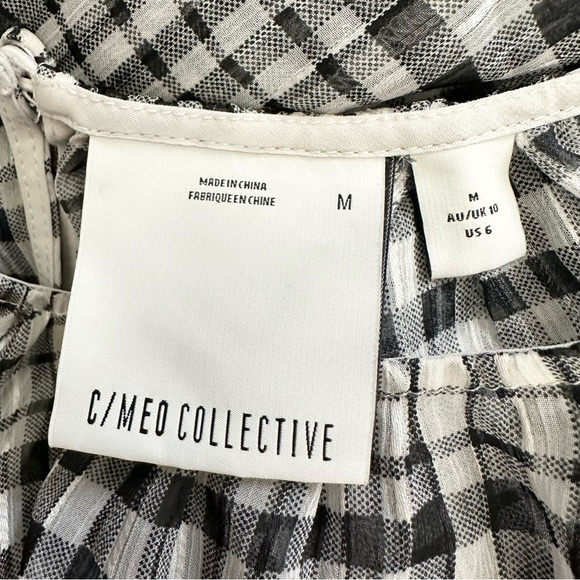 MADE IN CHINA
FABRIQUE EN CHINE
M
C/MEO COLLECTIVE
M
AU/UK 10
US 6